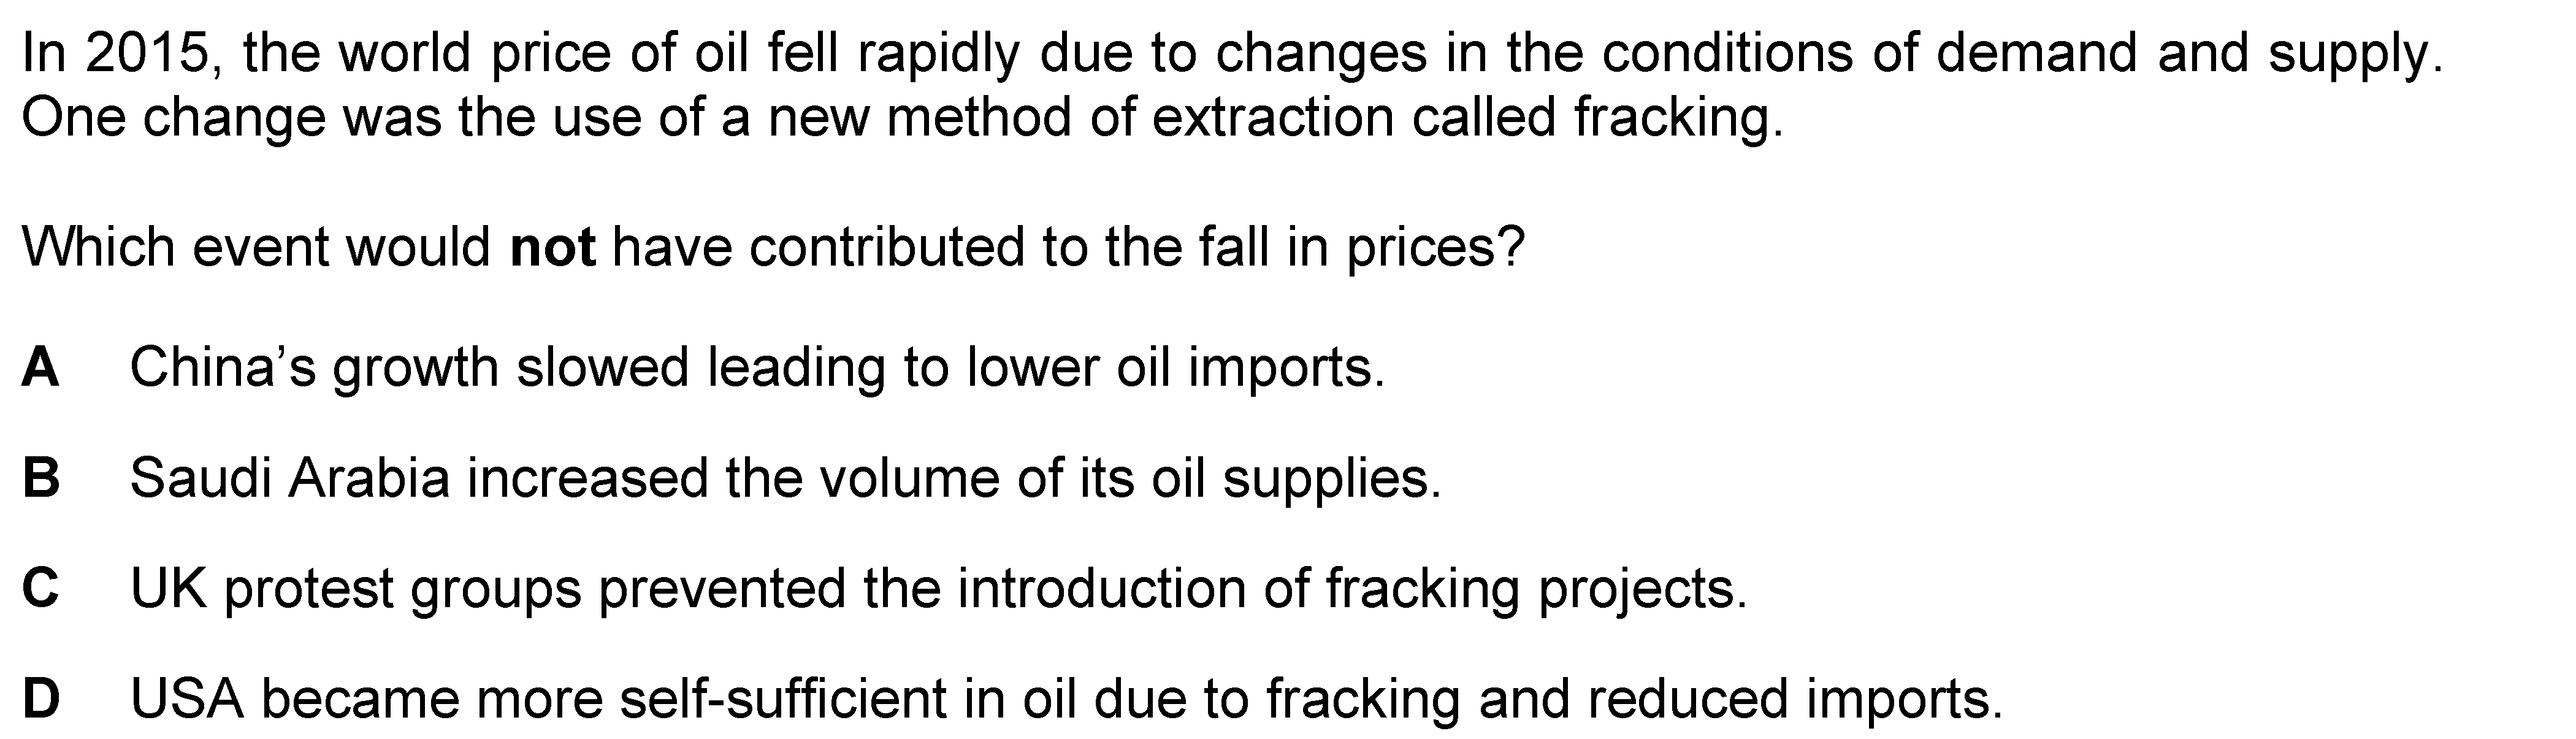 In 2015, the world price of oil fell rapidly due to changes in the conditions of demand and supply.
One change was the use of a new method of extraction called fracking.
Which event would not have contributed to the fall in prices?
A China’s growth slowed leading to lower oil imports.
B Saudi Arabia increased the volume of its oil supplies.
C UK protest groups prevented the introduction of fracking projects.
D USA became more self-sufficient in oil due to fracking and reduced imports.